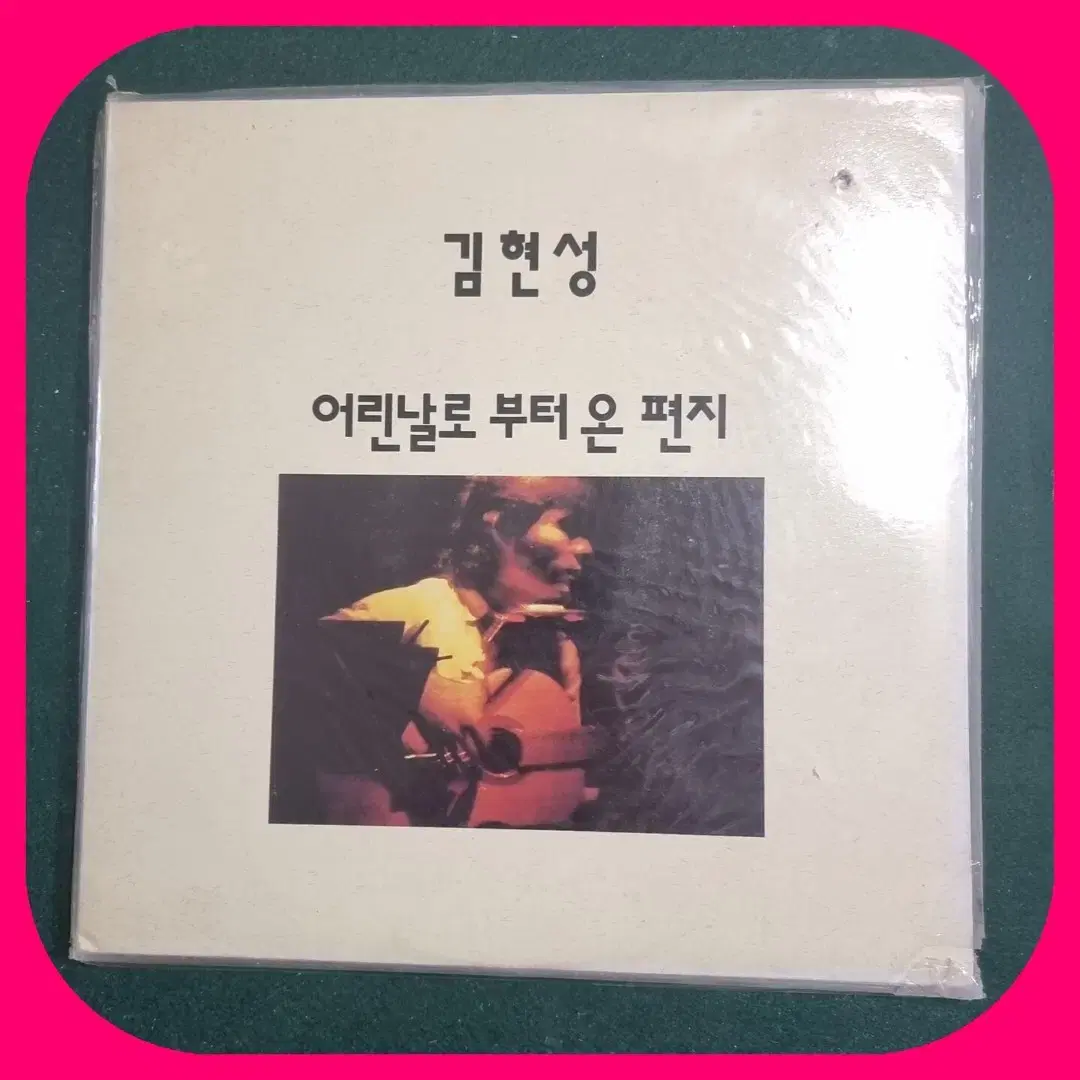 김현성
어린날로 부터 온 편지